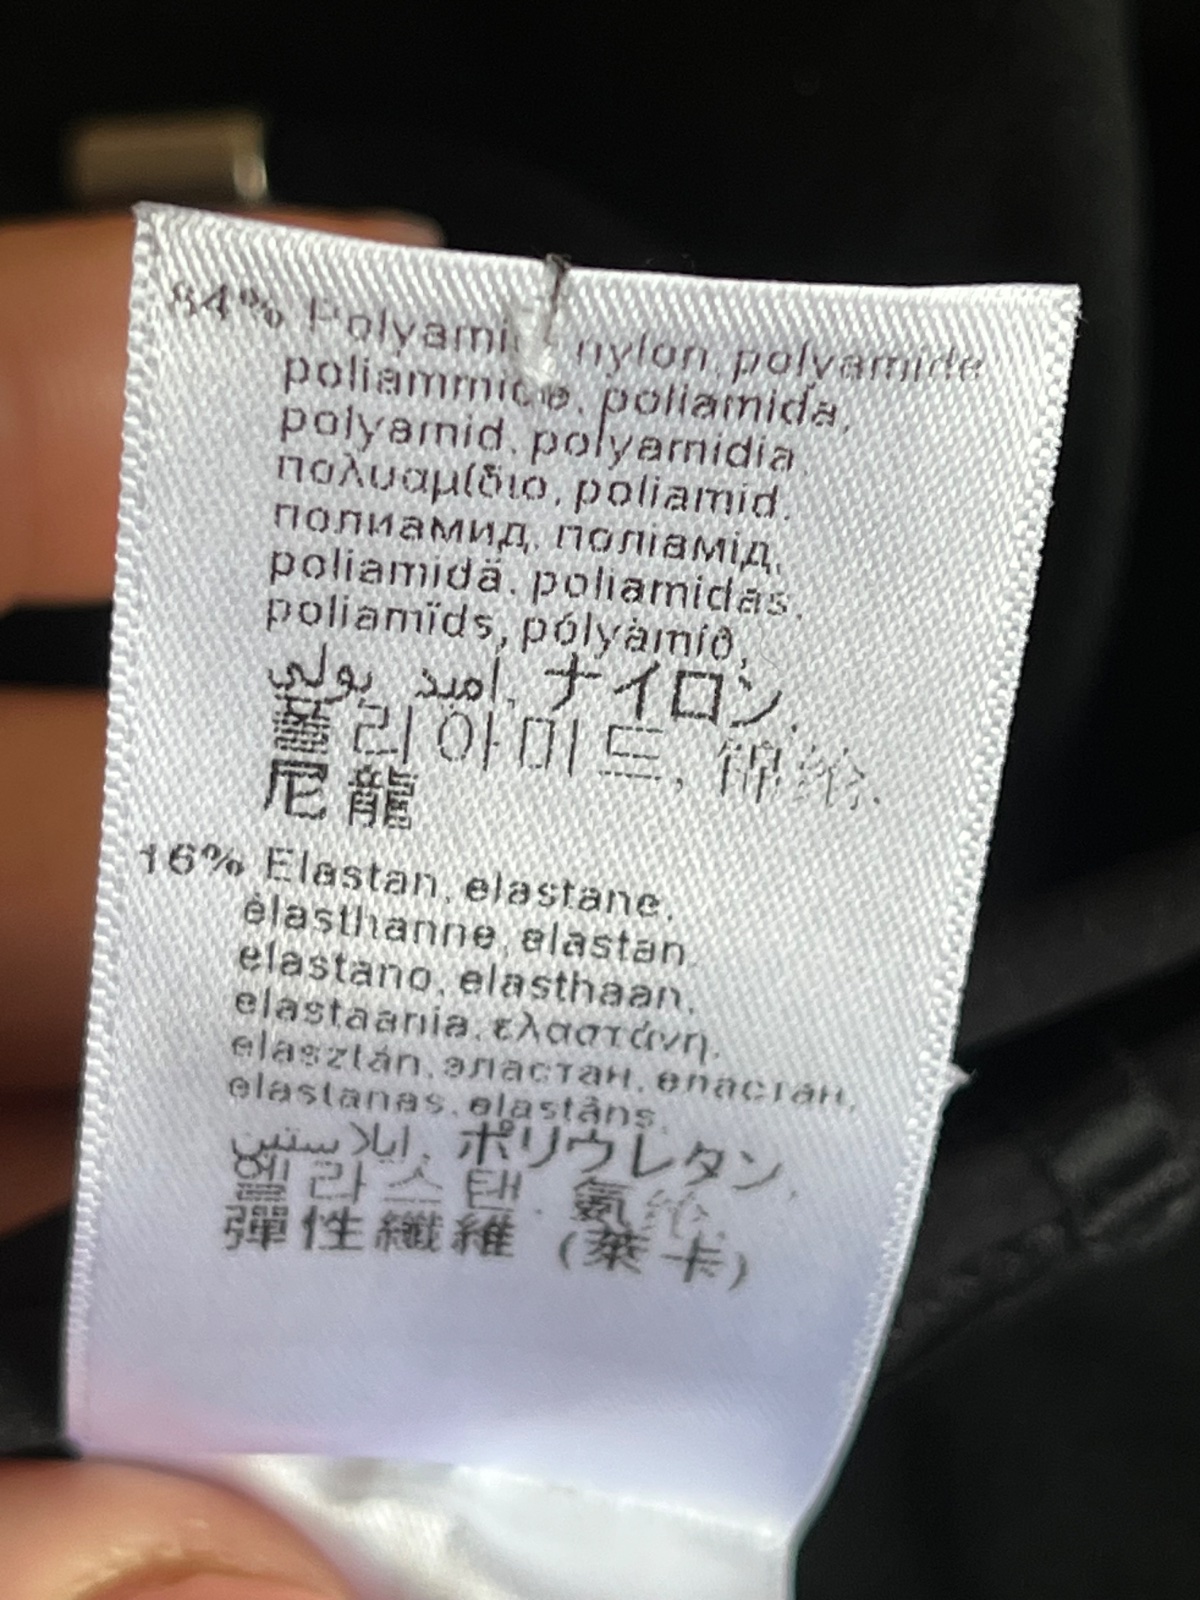 84% Polyamid, nylon, polyamide
poliammide, poliamida,
polyamid, polyamidia,
πολυαμίδιο, poliamid,
полиамид, поліамід,
poliamidă, poliamidas,
poliamīds, pólýamíð,
بولي اميد, ナイロン,
폴리아미드, 锦纶,
尼龍
16% Elastan, elastane,
élasthanne, elastan,
elastano, elasthaan,
elastaania, ελαστάνη,
elasztán, эластан, еластан,
elastanas, elastāns,
ايلاستين, ポリウレタン,
엘라스탄, 氨纶,
彈性纖維 (萊卡)